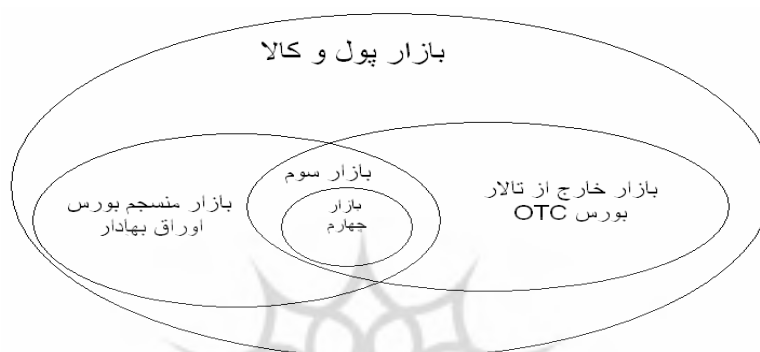 بازار پول و کالا
بازار سوم
بازار
چهارم
بازار خارج از تالار
بورس OTC
بازار منسجم بورس
اوراق بهادار